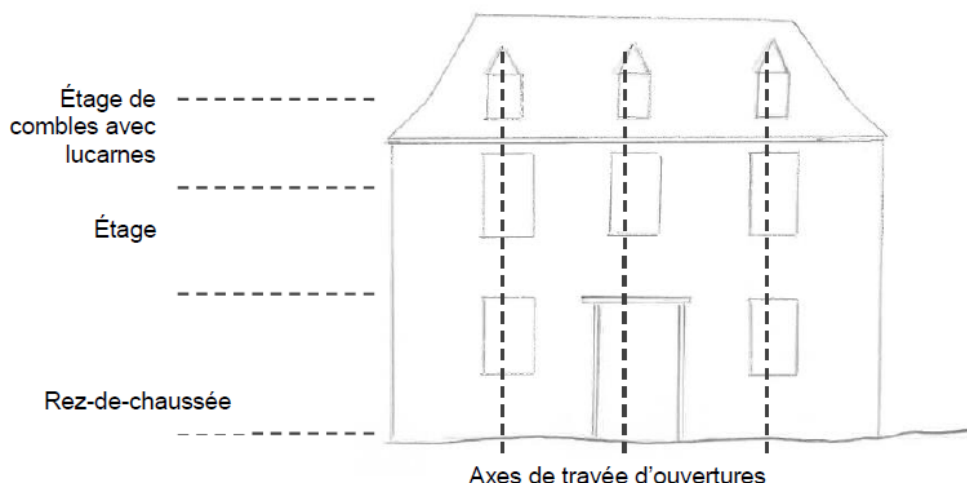 Étage de
combles avec
lucarnes
Étage
Rez-de-chaussée
Axes de travée d'ouvertures